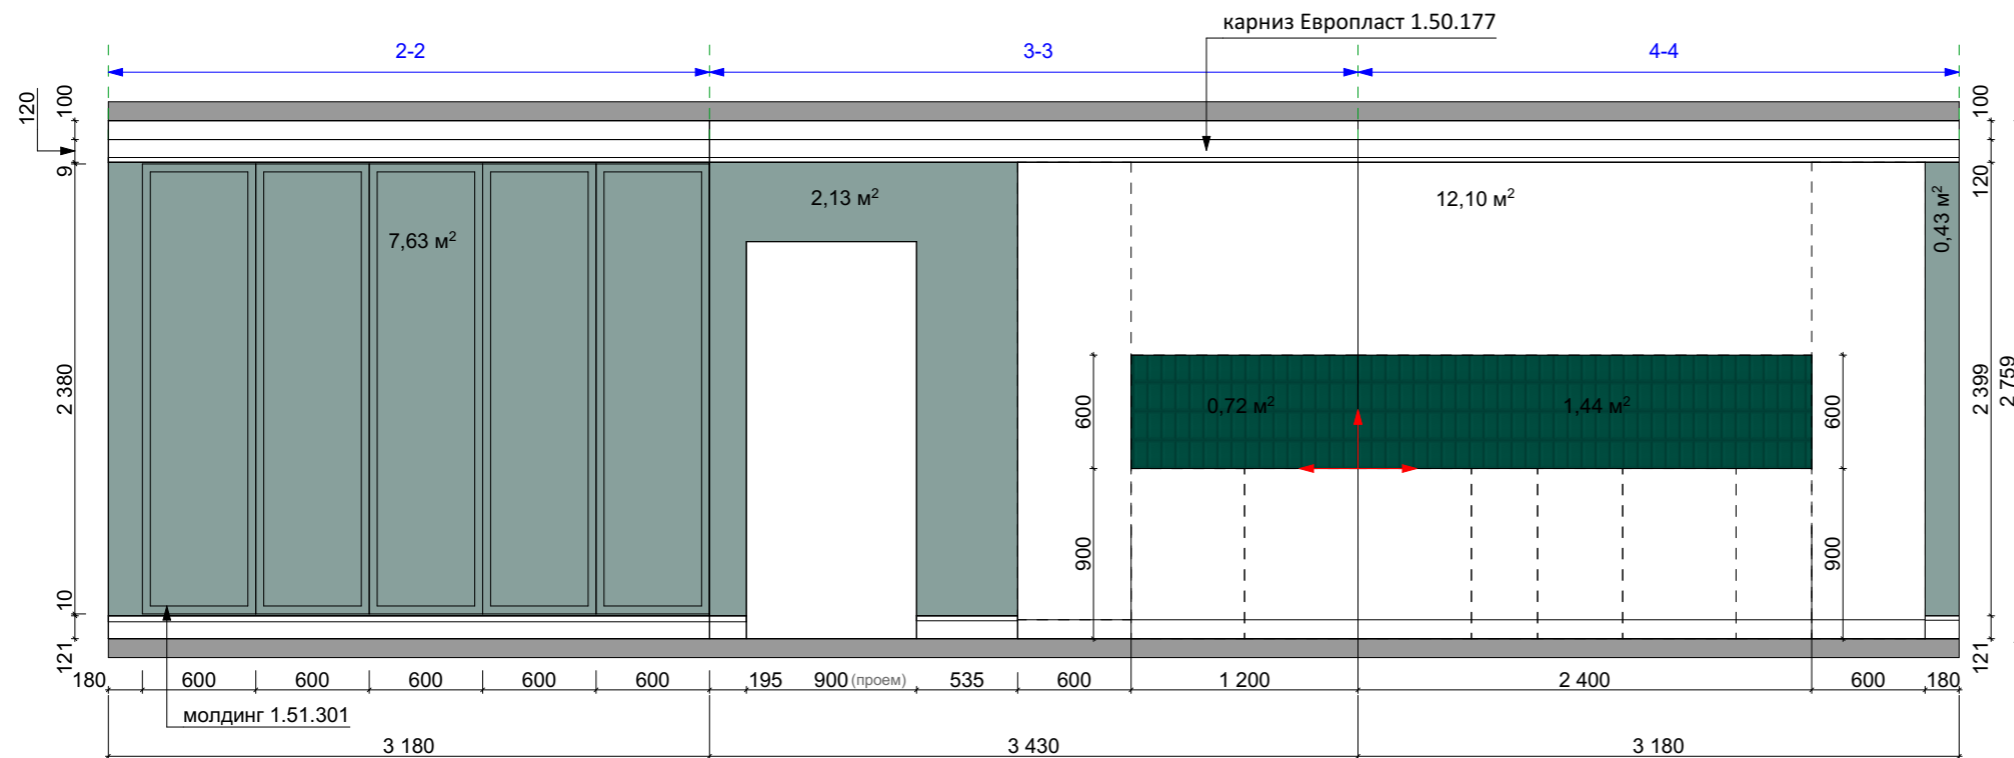 карниз Европласт 1.50.177
2-2
3-3
4-4
120
100
9
2 380
10
121
7,63 м²
2,13 м²
12,10 м²
0,43 м²
0,72 м²
1,44 м²
600
900
600
900
100
120
2 399
2 759
121
180 600 600 600 600 600 195 900 (проем) 535 600 1 200 2 400 600 180
молдинг 1.51.301
3 180 3 430 3 180